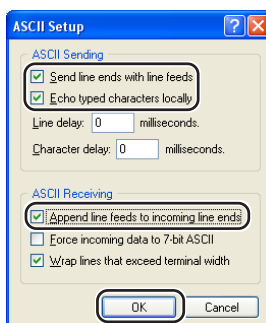 ASCII Setup
ASCII Sending
Send line ends with line feeds
Echo typed characters locally
Line delay: 0 milliseconds.
Character delay: 0 milliseconds.
ASCII Receiving
Append line feeds to incoming line ends
Force incoming data to 7-bit ASCII
Wrap lines that exceed terminal width
OK Cancel